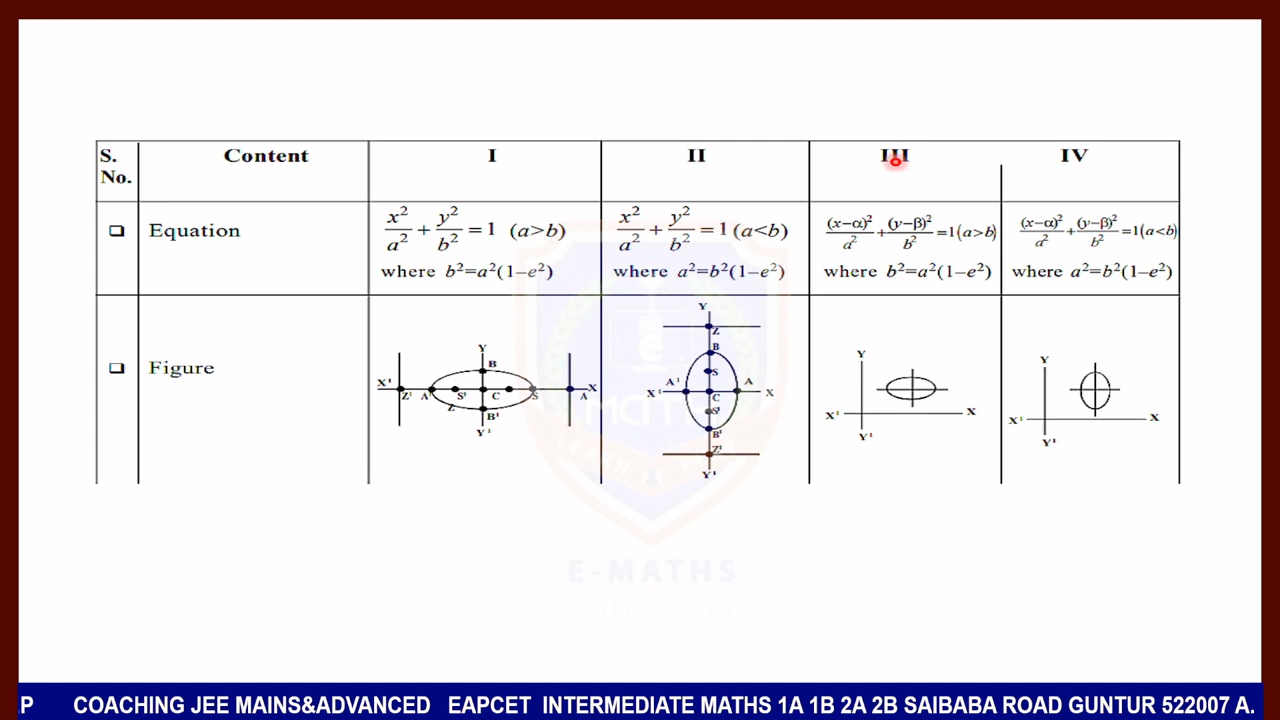 S. No. Content I II III IV
Equation
x²/a² + y²/b² = 1 (a>b)
where b²=a²(1−e²)
x²/a² + y²/b² = 1 (a<b)
where a²=b²(1−e²)
(x−α)²/a² + (y−β)²/b² =1(a>b)
where b²=a²(1−e²)
(x−α)²/a² + (y−β)²/b² =1(a<b)
where a²=b²(1−e²)
Figure
Y
B
X¹ Z¹ A¹ S¹ C S A X
Z
B¹
Y¹
Y
Z
B
S
A¹ A
X¹ C X
S¹
B¹
Z¹
Y¹
Y
X¹ X
Y¹
Y
X¹ X
Y¹
MATHS
E-MATHS
.P COACHING JEE MAINS&ADVANCED EAPCET INTERMEDIATE MATHS 1A 1B 2A 2B SAIBABA ROAD GUNTUR 522007 A.